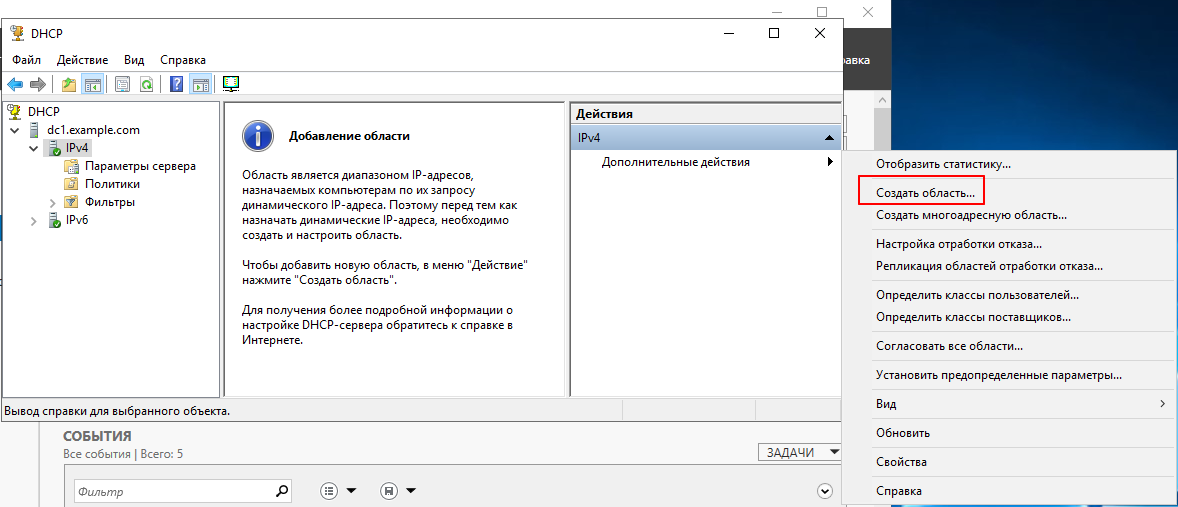 DHCP
Файл Действие Вид Справка
авка
DHCP
dc1.example.com
IPv4
Параметры сервера
Политики
Фильтры
IPv6
Добавление области
Область является диапазоном IP-адресов,
назначаемых компьютерам по их запросу
динамического IP-адреса. Поэтому перед тем как
назначать динамические IP-адреса, необходимо
создать и настроить область.
Чтобы добавить новую область, в меню "Действие"
нажмите "Создать область".
Для получения более подробной информации о
настройке DHCP-сервера обратитесь к справке в
Интернете.
Действия
IPv4
Дополнительные действия
Отобразить статистику...
Создать область...
Создать многоадресную область...
Настройка отработки отказа...
Репликация областей отработки отказа...
Определить классы пользователей...
Определить классы поставщиков...
Согласовать все области...
Установить предопределенные параметры...
Вид
Обновить
Свойства
Справка
Вывод справки для выбранного объекта.
СОБЫТИЯ
Все события | Всего: 5
ЗАДАЧИ
Фильтр